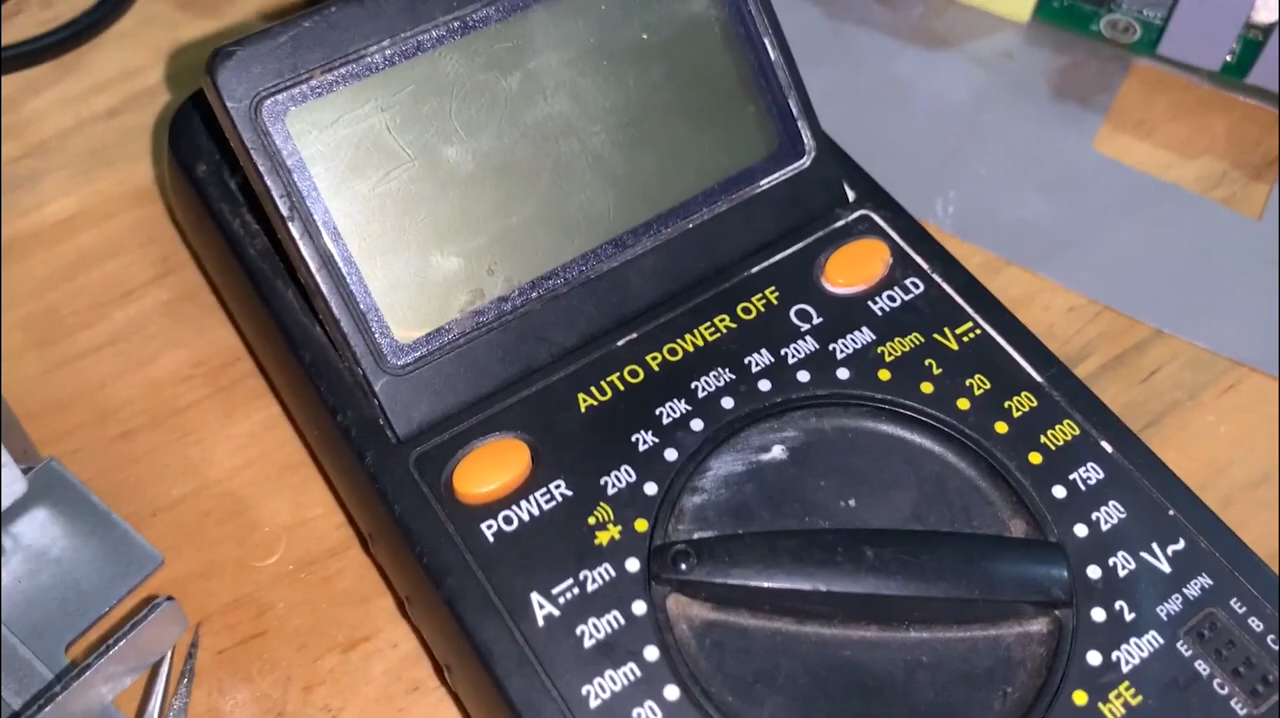 AUTO POWER OFF
HOLD
POWER
Ω
200
2k
20k
200k
2M
20M
200M
200m
2
20
200
1000
V⎓
750
200
20
2
200m
V~
hFE
A⎓
2m
20m
200m
20
PNP NPN
E
B
C
E
E
B
C
E